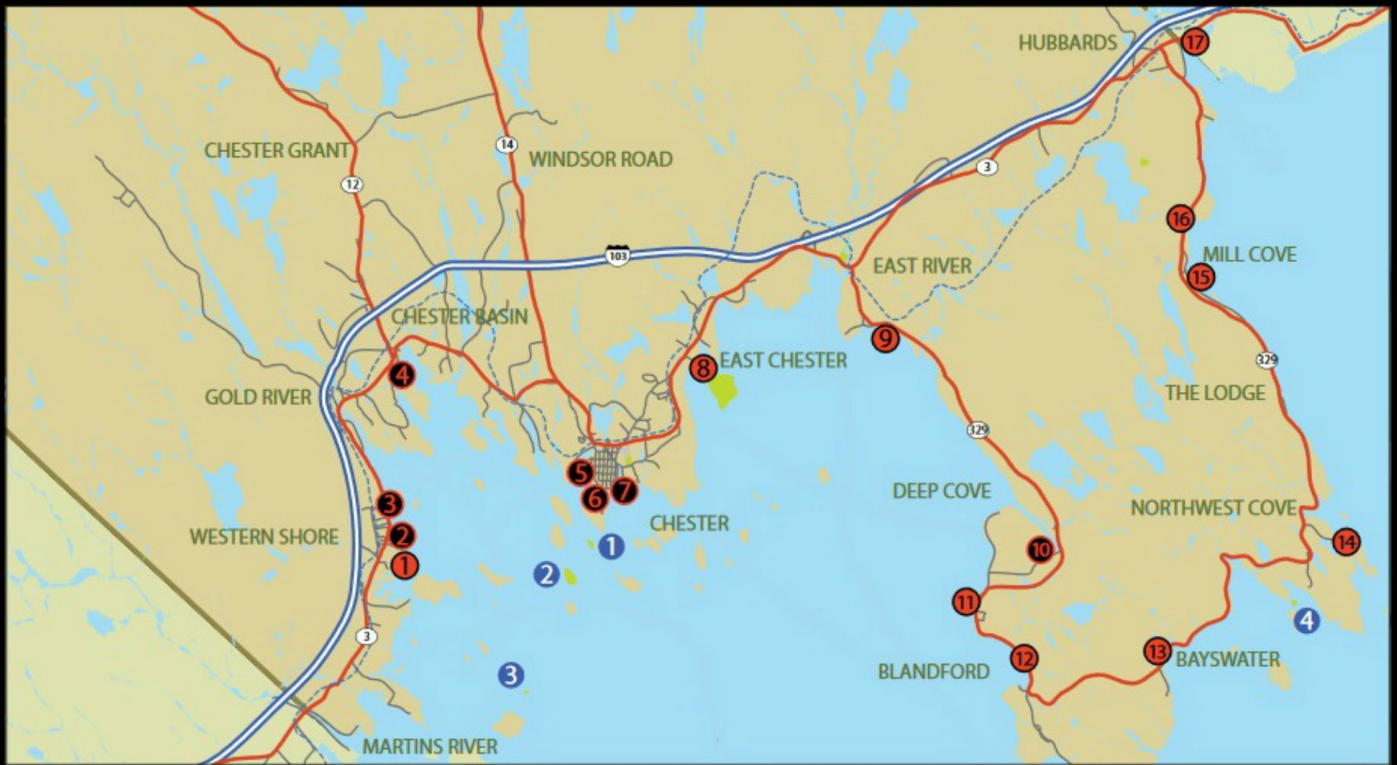 17
HUBBARDS
14
CHESTER GRANT
WINDSOR ROAD
3
12
16
103
MILL COVE
EAST RIVER
15
CHESTER BASIN
9
8
EAST CHESTER
329
4
THE LODGE
GOLD RIVER
329
5
7
DEEP COVE
6
3
NORTHWEST COVE
CHESTER
WESTERN SHORE
2
14
1
10
1
2
11
4
3
13
12
BAYSWATER
BLANDFORD
3
MARTINS RIVER